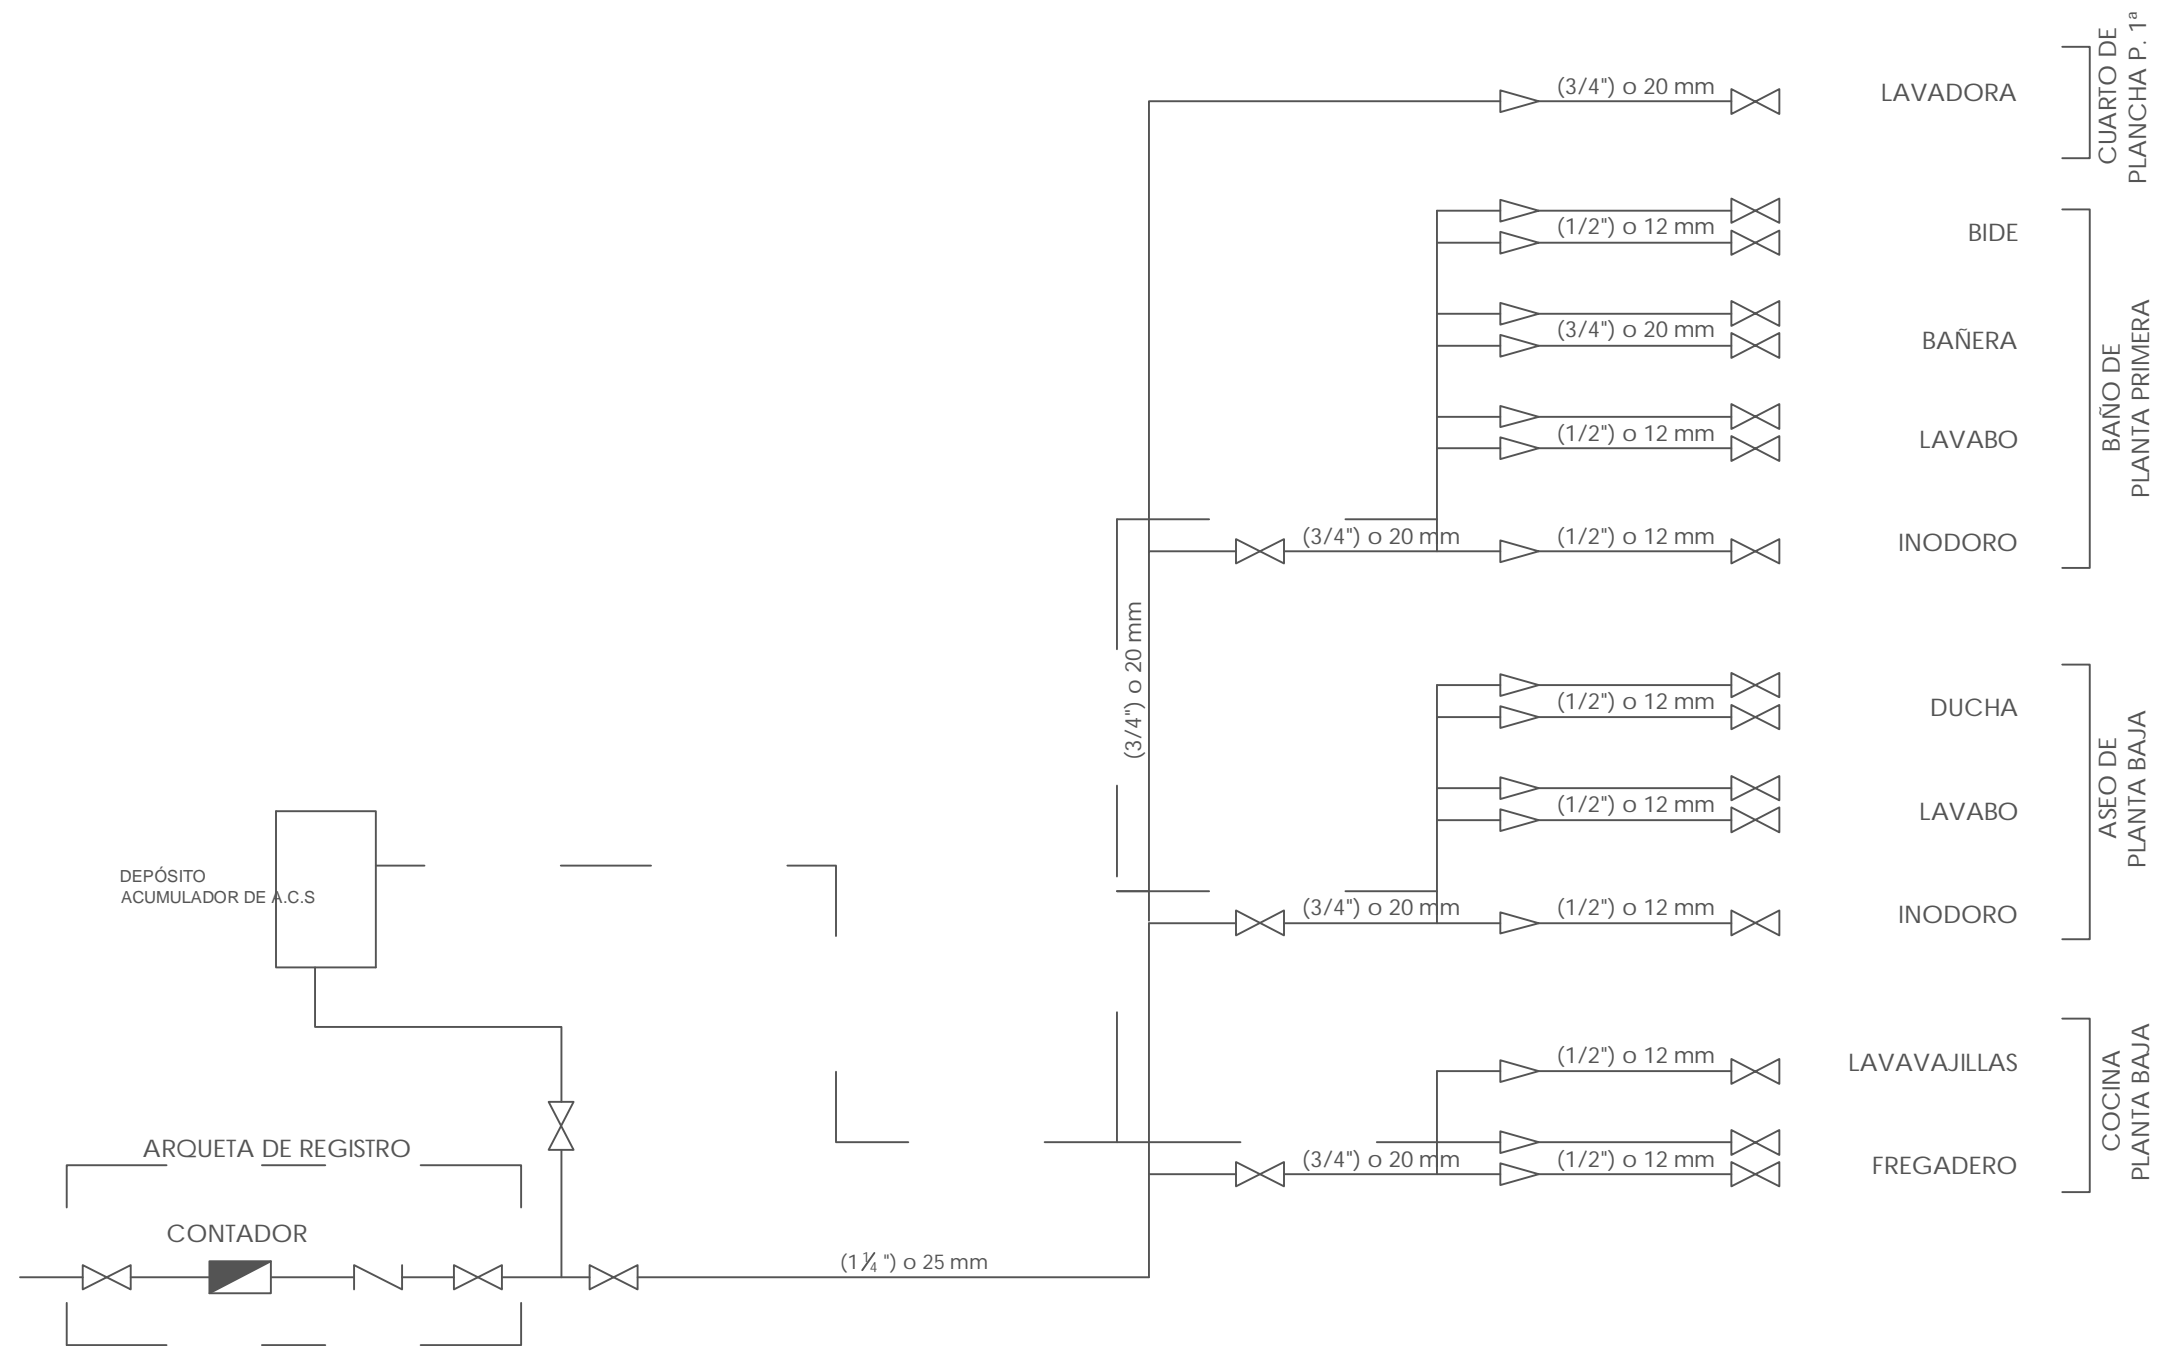 (3/4") o 20 mm
LAVADORA
CUARTO DE
PLANCHA P. 1ª
(1/2") o 12 mm
BIDE
(3/4") o 20 mm
BAÑERA
(1/2") o 12 mm
LAVABO
BAÑO DE
PLANTA PRIMERA
(3/4") o 20 mm
(1/2") o 12 mm
INODORO
(3/4") o 20 mm
(1/2") o 12 mm
DUCHA
(1/2") o 12 mm
LAVABO
ASEO DE
PLANTA BAJA
(3/4") o 20 mm
(1/2") o 12 mm
INODORO
DEPÓSITO
ACUMULADOR DE A.C.S
(1/2") o 12 mm
LAVAVAJILLAS
COCINA
PLANTA BAJA
(3/4") o 20 mm
(1/2") o 12 mm
FREGADERO
ARQUETA DE REGISTRO
CONTADOR
(1 1/4 ") o 25 mm